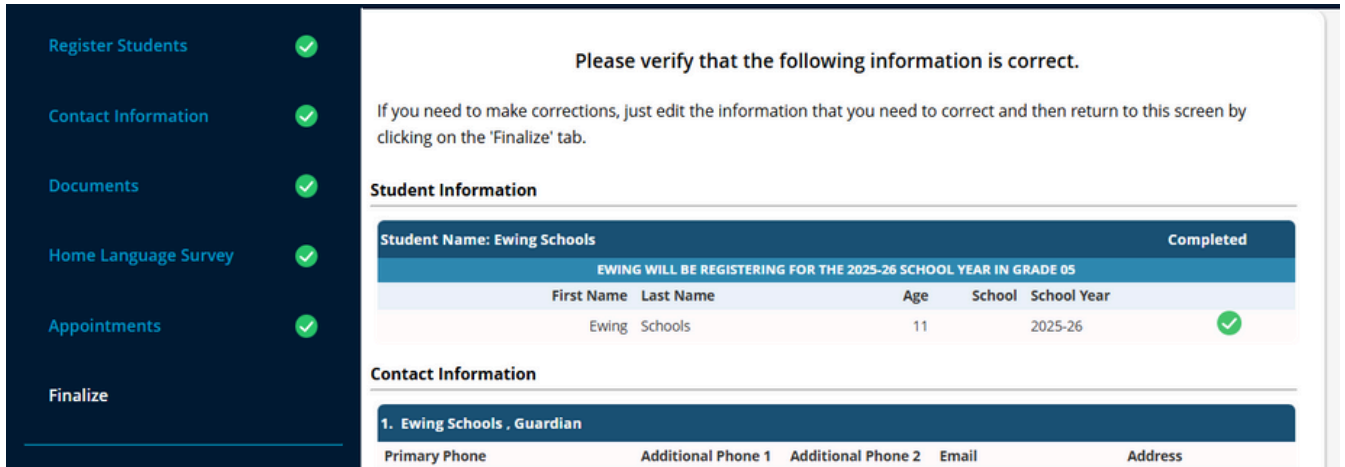 Register Students
Contact Information
Documents
Home Language Survey
Appointments
Finalize
Please verify that the following information is correct.
If you need to make corrections, just edit the information that you need to correct and then return to this screen by
clicking on the 'Finalize' tab.
Student Information
Student Name: Ewing Schools Completed
EWING WILL BE REGISTERING FOR THE 2025-26 SCHOOL YEAR IN GRADE 05
First Name Last Name Age School School Year
Ewing Schools 11 2025-26
Contact Information
1. Ewing Schools , Guardian
Primary Phone Additional Phone 1 Additional Phone 2 Email Address